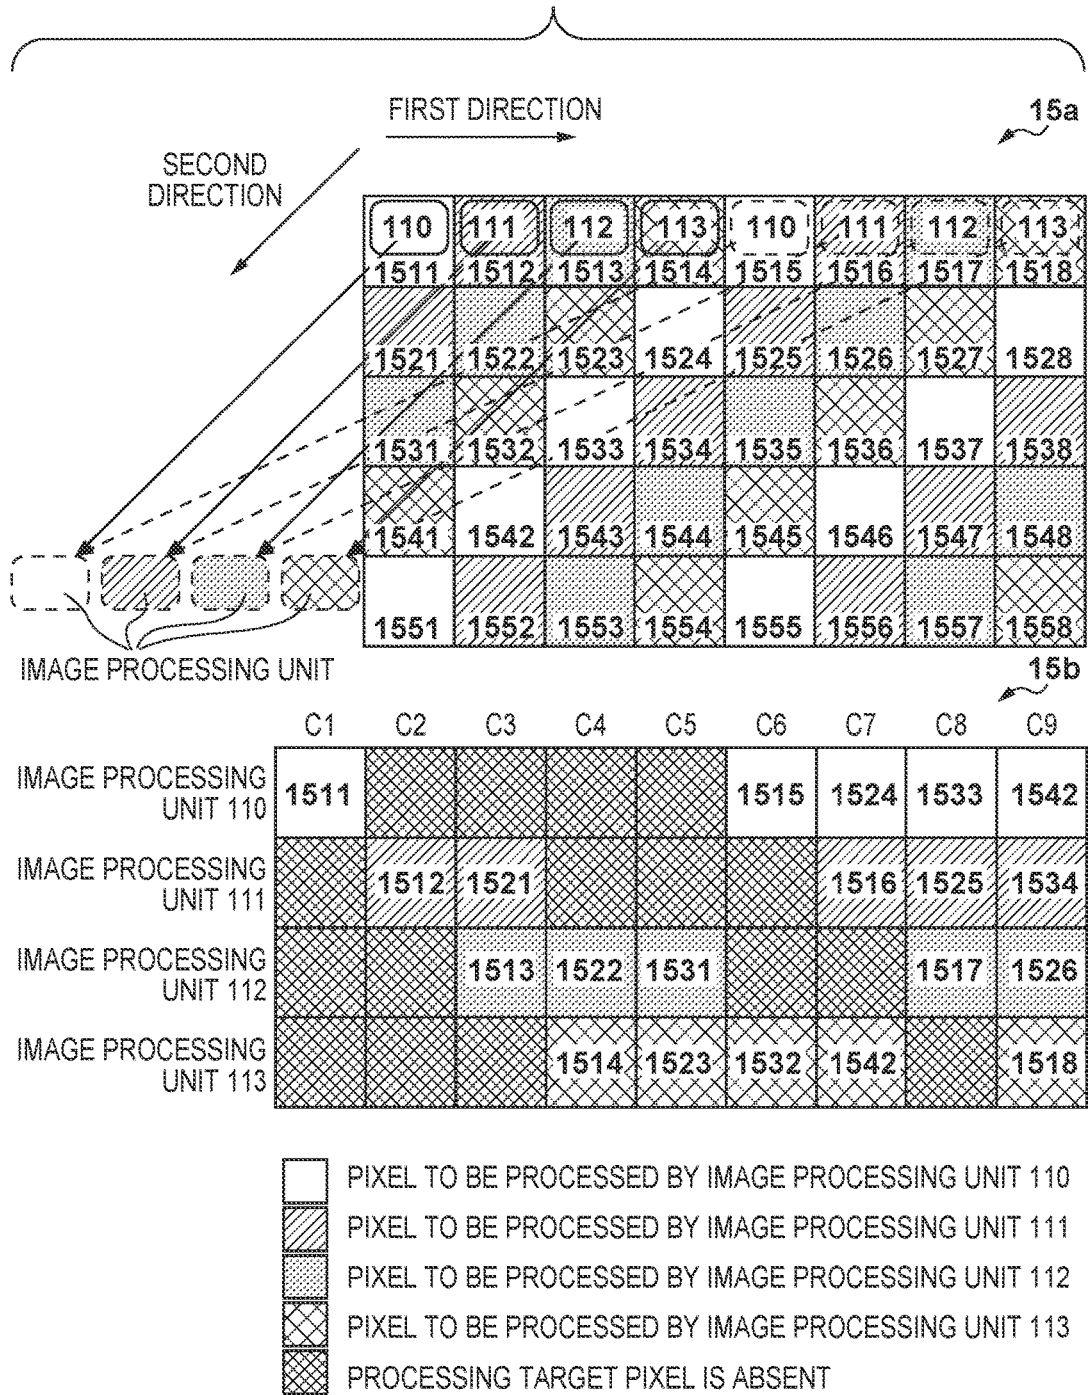 FIRST DIRECTION
15a
SECOND
DIRECTION
110 111 112 113 110 111 112 113
1511 1512 1513 1514 1515 1516 1517 1518
1521 1522 1523 1524 1525 1526 1527 1528
1531 1532 1533 1534 1535 1536 1537 1538
1541 1542 1543 1544 1545 1546 1547 1548
1551 1552 1553 1554 1555 1556 1557 1558
IMAGE PROCESSING UNIT
15b
C1 C2 C3 C4 C5 C6 C7 C8 C9
IMAGE PROCESSING
UNIT 110
1511 1515 1524 1533 1542
IMAGE PROCESSING
UNIT 111
1512 1521 1516 1525 1534
IMAGE PROCESSING
UNIT 112
1513 1522 1531 1517 1526
IMAGE PROCESSING
UNIT 113
1514 1523 1532 1542 1518
PIXEL TO BE PROCESSED BY IMAGE PROCESSING UNIT 110
PIXEL TO BE PROCESSED BY IMAGE PROCESSING UNIT 111
PIXEL TO BE PROCESSED BY IMAGE PROCESSING UNIT 112
PIXEL TO BE PROCESSED BY IMAGE PROCESSING UNIT 113
PROCESSING TARGET PIXEL IS ABSENT